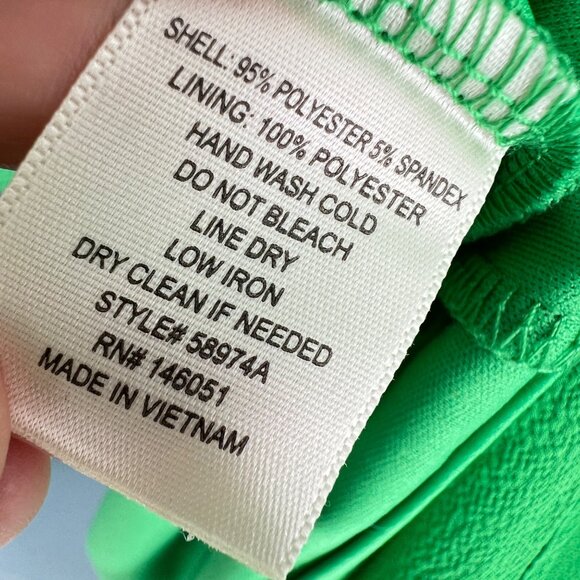 SHELL: 95% POLYESTER 5% SPANDEX
LINING: 100% POLYESTER
HAND WASH COLD
DO NOT BLEACH
LINE DRY
LOW IRON
DRY CLEAN IF NEEDED
STYLE# 58974A
RN# 146051
MADE IN VIETNAM